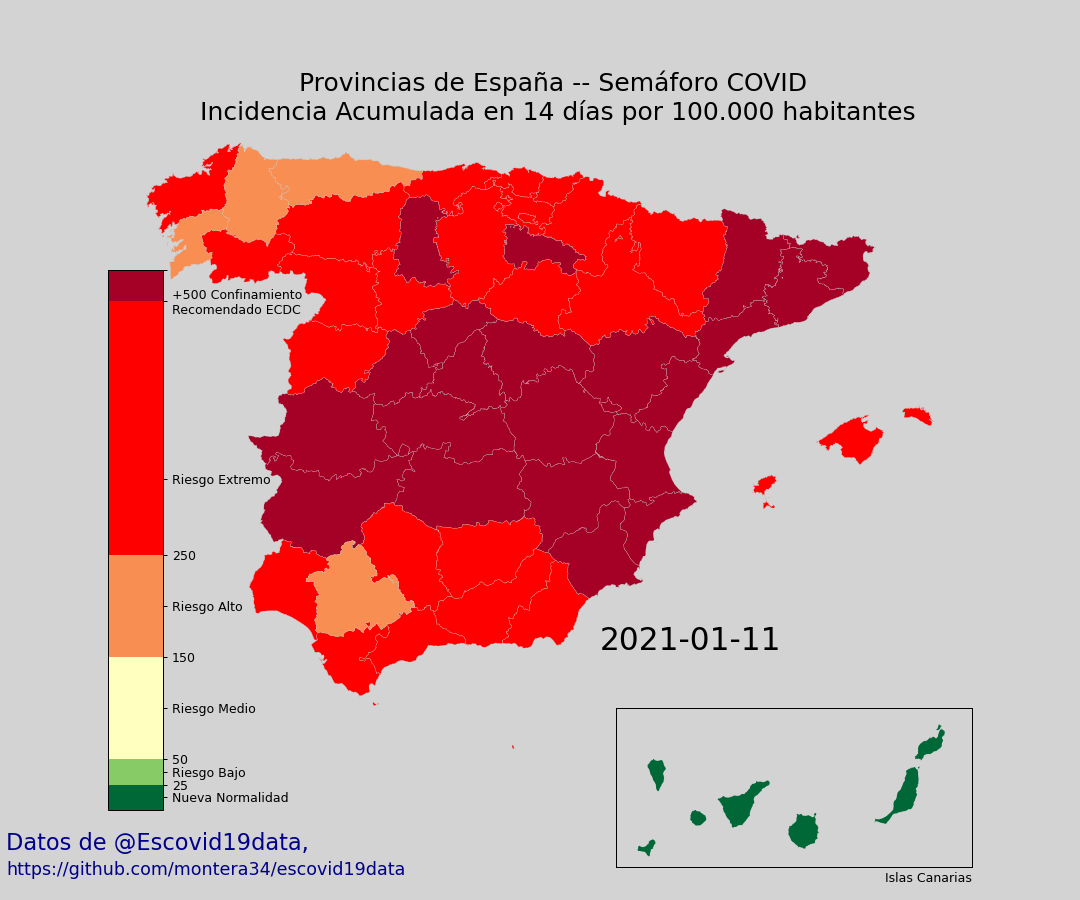 Provincias de España -- Semáforo COVID
Incidencia Acumulada en 14 días por 100.000 habitantes
+500 Confinamiento
Recomendado ECDC
Riesgo Extremo
250
Riesgo Alto
150
Riesgo Medio
50
Riesgo Bajo
25
Nueva Normalidad
2021-01-11
Islas Canarias
Datos de @Escovid19data,
https://github.com/montera34/escovid19data